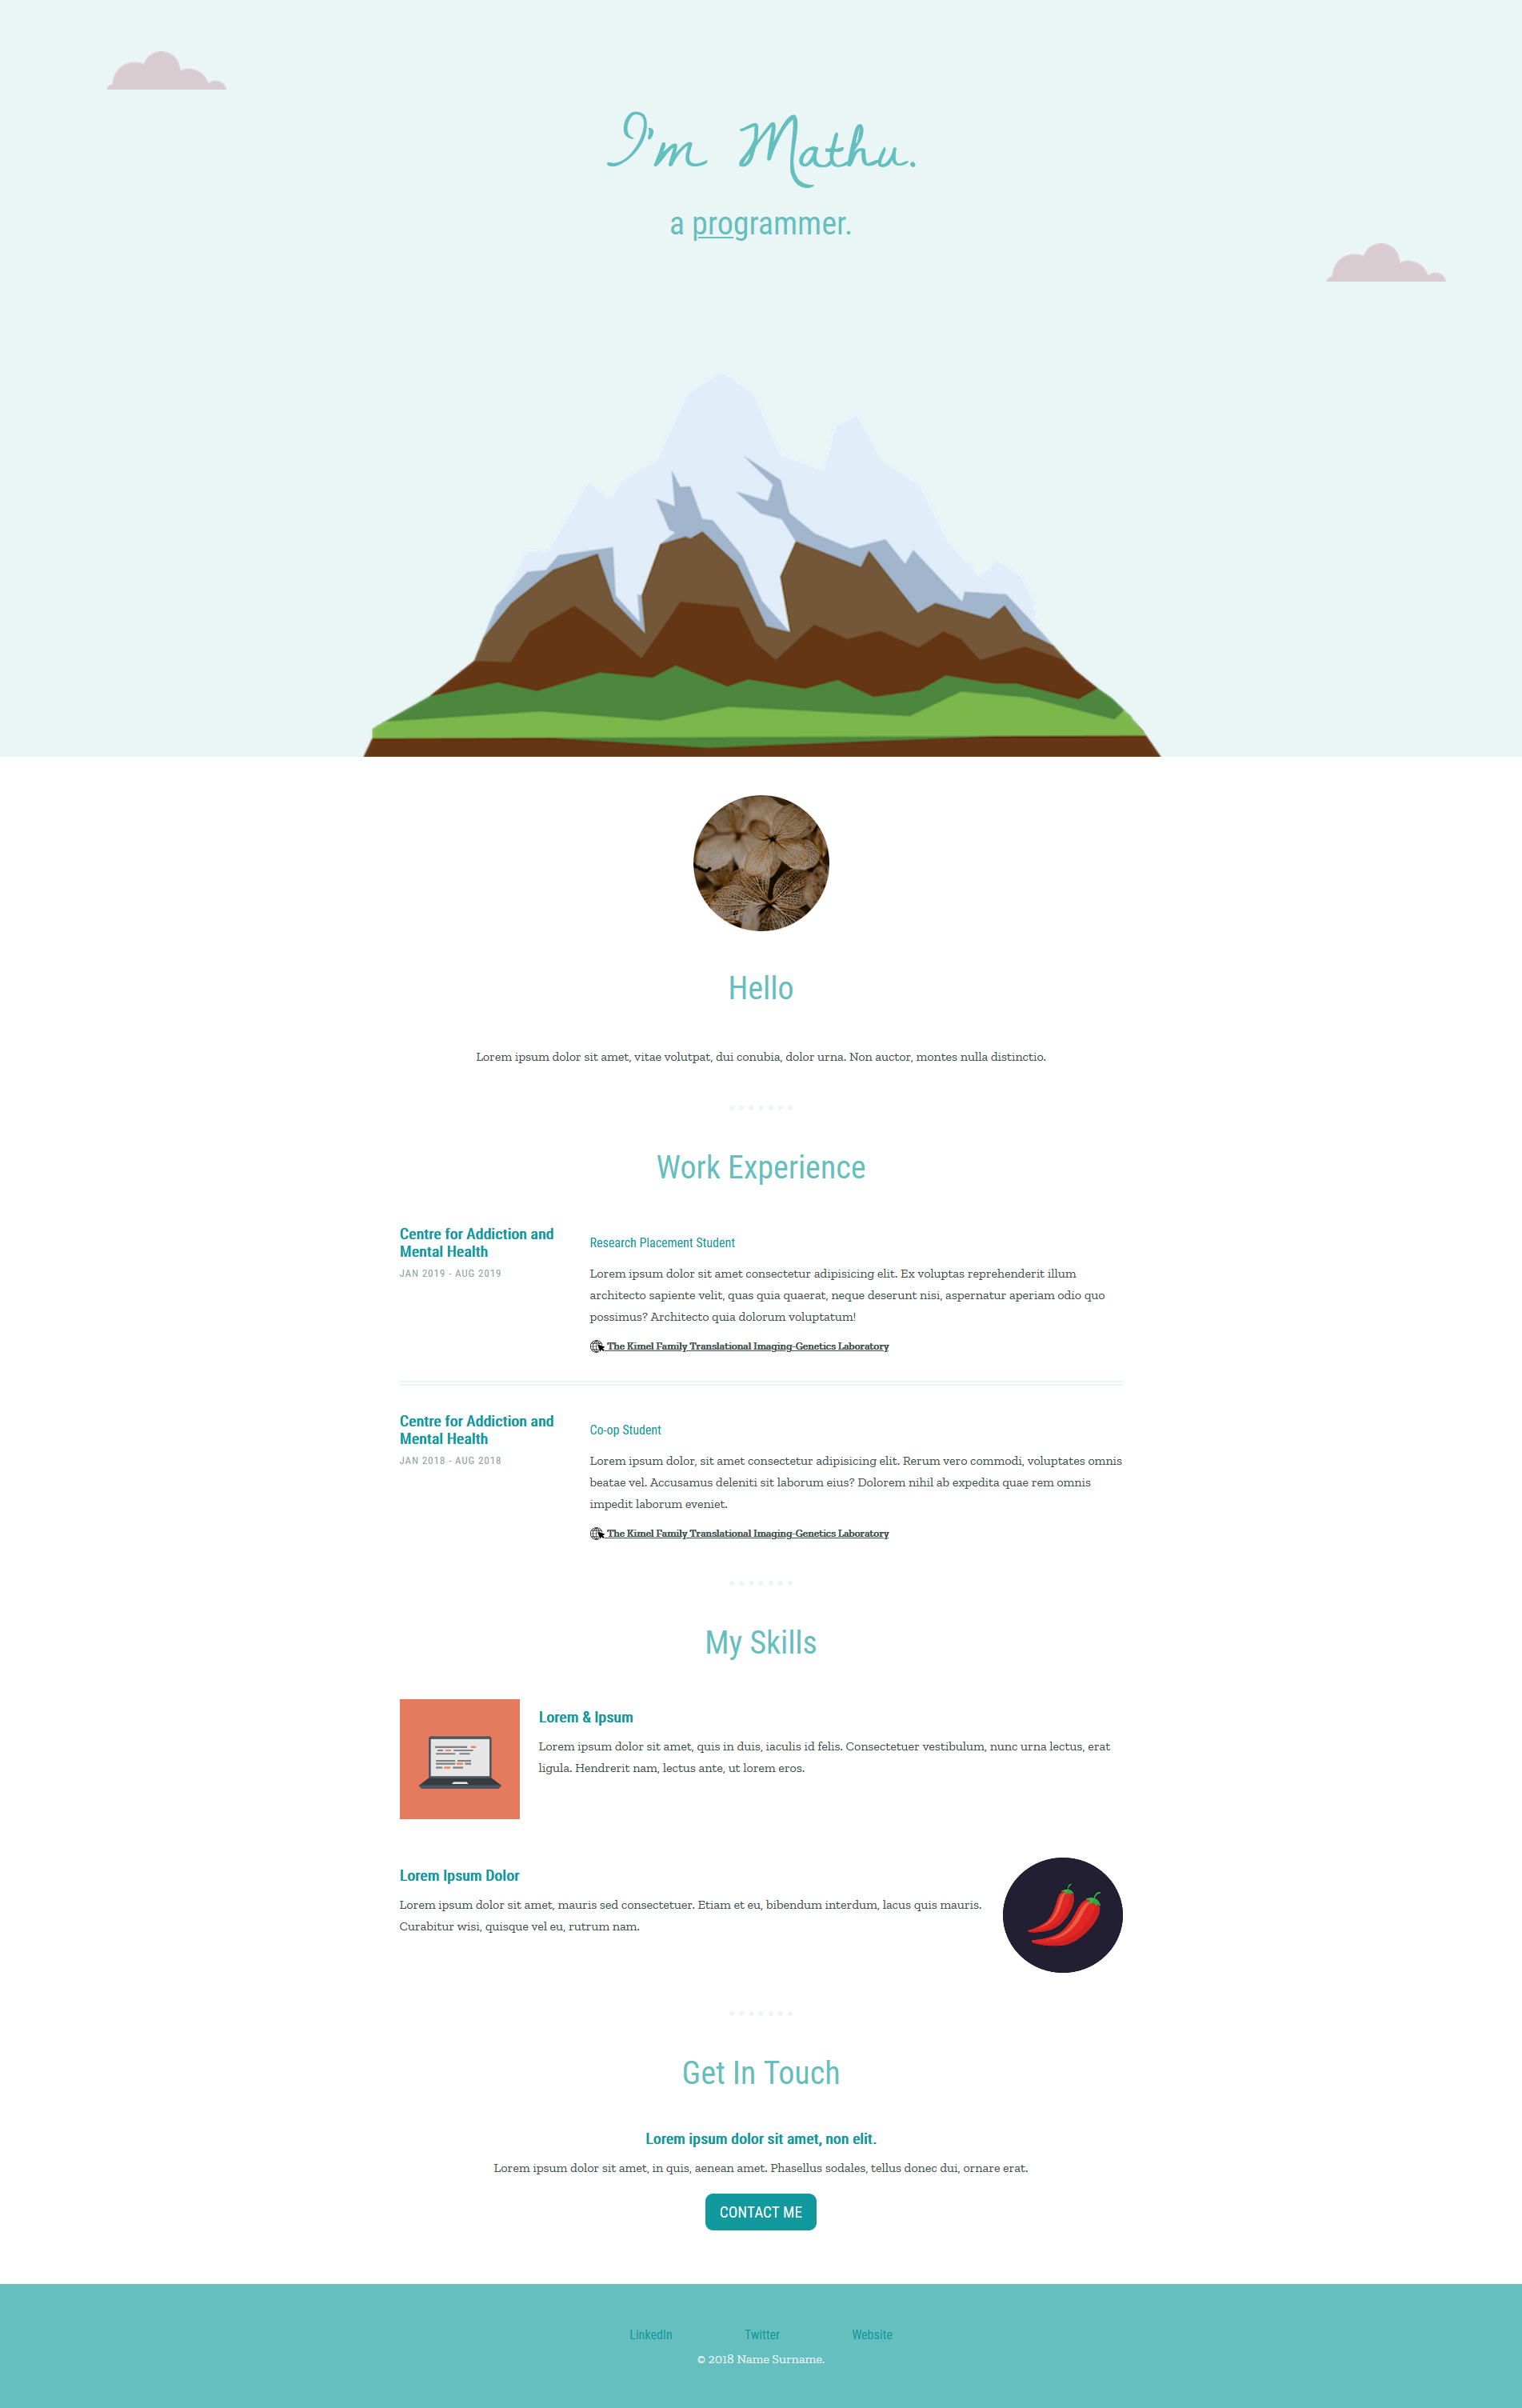 I'm Mathu.
a programmer.
Hello
Lorem ipsum dolor sit amet, vitae volutpat, dui conubia, dolor urna. Non auctor, montes nulla distinctio.
Work Experience
Centre for Addiction and
Mental Health
JAN 2019 - AUG 2019
Research Placement Student
Lorem ipsum dolor sit amet consectetur adipisicing elit. Ex voluptas reprehenderit illum
architecto sapiente velit, quas quia quaerat, neque deserunt nisi, aspernatur aperiam odio quo
possimus? Architecto quia dolorum voluptatum!
The Kimel Family Translational Imaging-Genetics Laboratory
Centre for Addiction and
Mental Health
JAN 2018 - AUG 2018
Co-op Student
Lorem ipsum dolor, sit amet consectetur adipisicing elit. Rerum vero commodi, voluptates omnis
beatae vel. Accusamus deleniti sit laborum eius? Dolorem nihil ab expedita quae rem omnis
impedit laborum eveniet.
The Kimel Family Translational Imaging-Genetics Laboratory
My Skills
Lorem & Ipsum
Lorem ipsum dolor sit amet, quis in duis, iaculis id felis. Consectetuer vestibulum, nunc urna lectus, erat
ligula. Hendrerit nam, lectus ante, ut lorem eros.
Lorem Ipsum Dolor
Lorem ipsum dolor sit amet, mauris sed consectetuer. Etiam et eu, bibendum interdum, lacus quis mauris.
Curabitur wisi, quisque vel eu, rutrum nam.
Get In Touch
Lorem ipsum dolor sit amet, non elit.
Lorem ipsum dolor sit amet, in quis, aenean amet. Phasellus sodales, tellus donec dui, ornare erat.
CONTACT ME
LinkedIn Twitter Website
© 2018 Name Surname.